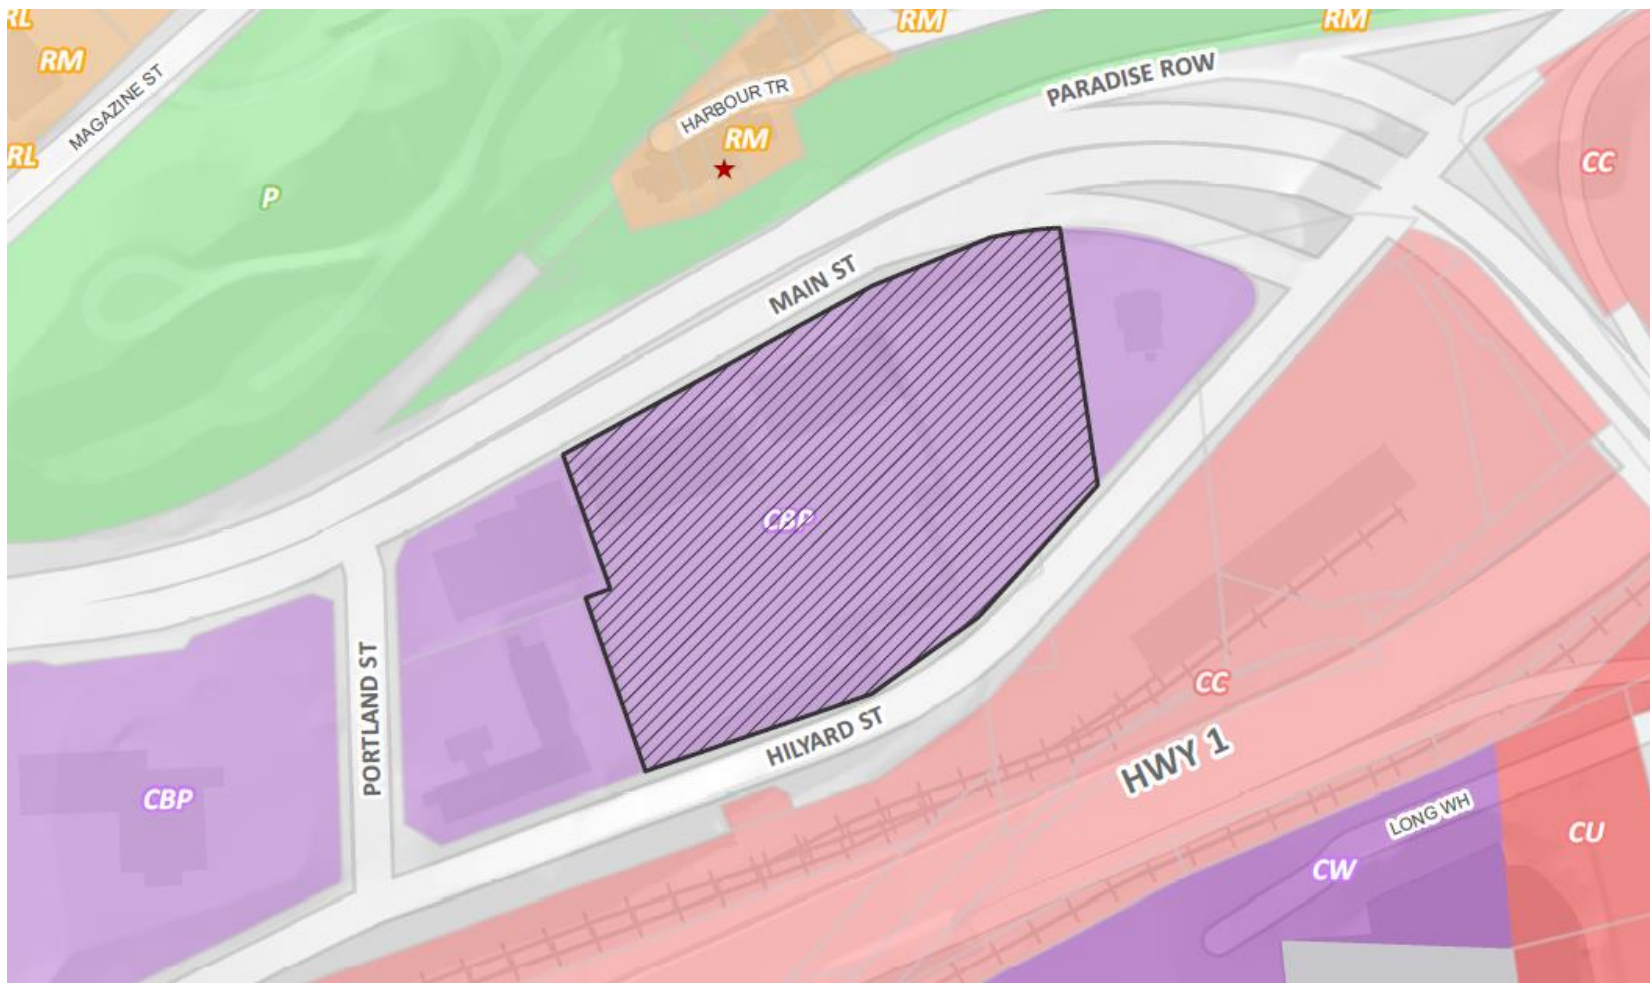 RL
RM
RM
RM
MAGAZINE ST
PARADISE ROW
HARBOUR TR
RM
RL
CC
P
MAIN ST
CBP
PORTLAND ST
CC
HILYARD ST
HWY 1
CBP
LONG WH
CU
CW